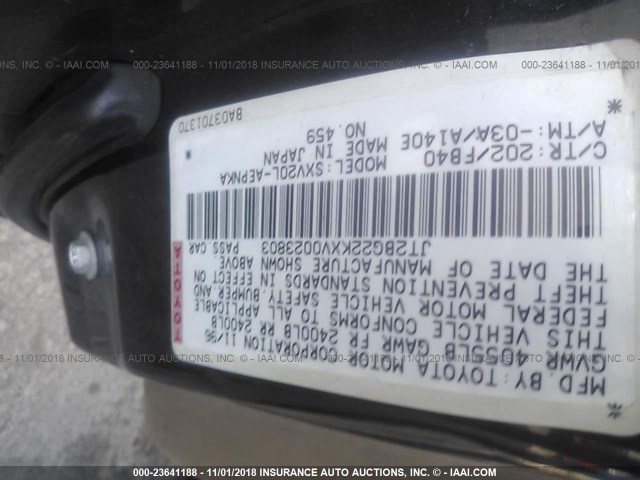 000-23641188 - 11/01/2018 INSURANCE AUTO AUCTIONS, INC. - © IAAI.COM
MFD. BY: TOYOTA MOTOR CORPORATION 11/96
GVWR 4093LB GAWR FR 2400LB RR 2400LB
THIS VEHICLE CONFORMS TO ALL APPLICABLE
FEDERAL MOTOR VEHICLE SAFETY, BUMPER, AND
THEFT PREVENTION STANDARDS IN EFFECT ON
THE DATE OF MANUFACTURE SHOWN ABOVE.
JT2BG22KXV0023803 PASS CAR
TOYOTA
C/TR: 202/FB40 MODEL: SXV20L-AEPNKA
A/TM: -03A/A140E MADE IN JAPAN
NO. 459
BA03701370
000-23641188 - 11/01/2018 INSURANCE AUTO AUCTIONS, INC. - © IAAI.COM
000-23641188 - 11/01/2018 INSURANCE AUTO AUCTIONS, INC. - © IAAI.COM